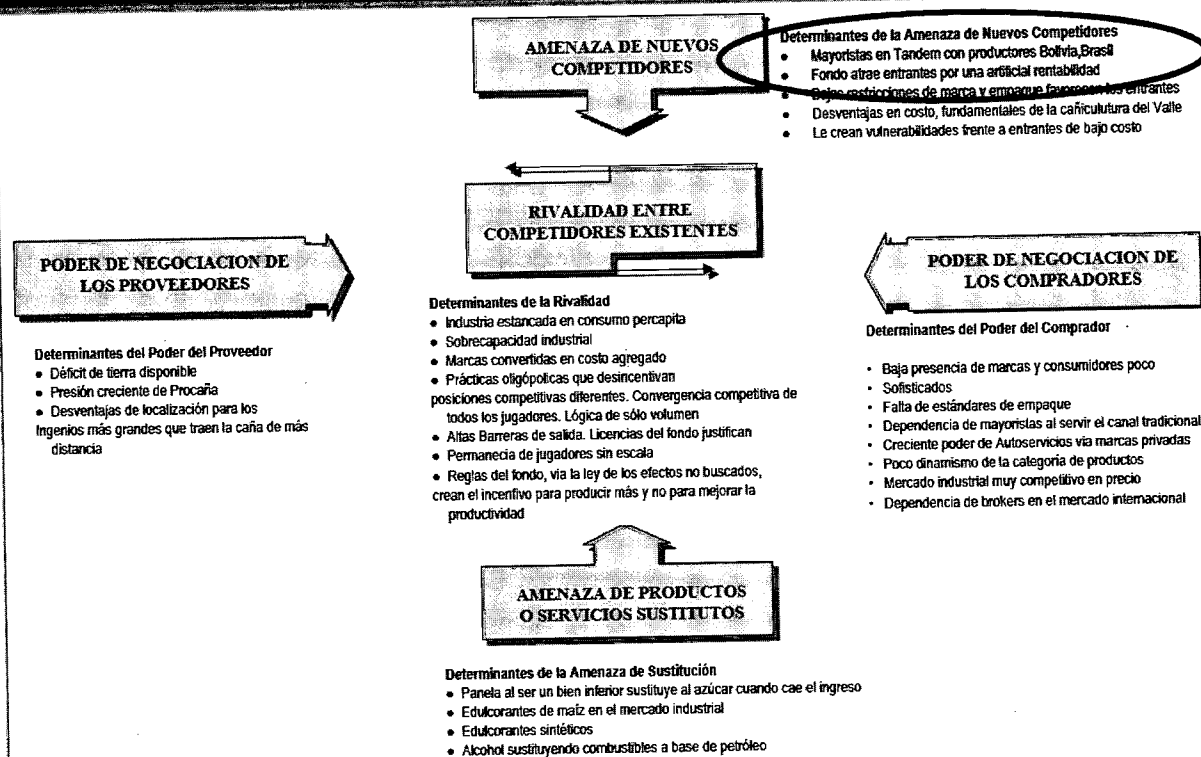 AMENAZA DE NUEVOS
COMPETIDORES
Determinantes de la Amenaza de Nuevos Competidores
• Mayoristas en Tandem con productores Bolivia,Brasil
• Fondo atrae entrantes por una artificial rentabilidad
• Bajas restricciones de marca y empaque favorecen los entrantes
• Desventajas en costo, fundamentales de la cañiculutura del Valle
• Le crean vulnerabilidades frente a entrantes de bajo costo
RIVALIDAD ENTRE
COMPETIDORES EXISTENTES
PODER DE NEGOCIACION DE
LOS PROVEEDORES
Determinantes del Poder del Proveedor
• Déficit de tierra disponible
• Presión creciente de Procaña
• Desventajas de localización para los
Ingenios más grandes que traen la caña de más
distancia
Determinantes de la Rivalidad
• Industria estancada en consumo percapita
• Sobrecapacidad industrial
• Marcas convertidas en costo agregado
• Prácticas oligópolicas que desincentivan
posiciones competitivas diferentes. Convergencia competitiva de
todos los jugadores. Lógica de sólo volumen
• Altas Barreras de salida. Licencias del fondo justifican
• Permanecia de jugadores sin escala
• Reglas del fondo, via la ley de los efectos no buscados,
crean el incentivo para producir más y no para mejorar la
productividad
PODER DE NEGOCIACION DE
LOS COMPRADORES
Determinantes del Poder del Comprador
• Baja presencia de marcas y consumidores poco
• Sofisticados
• Falta de estándares de empaque
• Dependencia de mayoristas al servir el canal tradicional
• Creciente poder de Autoservicios via marcas privadas
• Poco dinamismo de la categoria de productos
• Mercado industrial muy competitivo en precio
• Dependencia de brokers en el mercado internacional
AMENAZA DE PRODUCTOS
O SERVICIOS SUSTITUTOS
Determinantes de la Amenaza de Sustitución
• Panela al ser un bien inferior sustituye al azúcar cuando cae el ingreso
• Edulcorantes de maíz en el mercado industrial
• Edulcorantes sintéticos
• Alcohol sustituyendo combustibles a base de petróleo